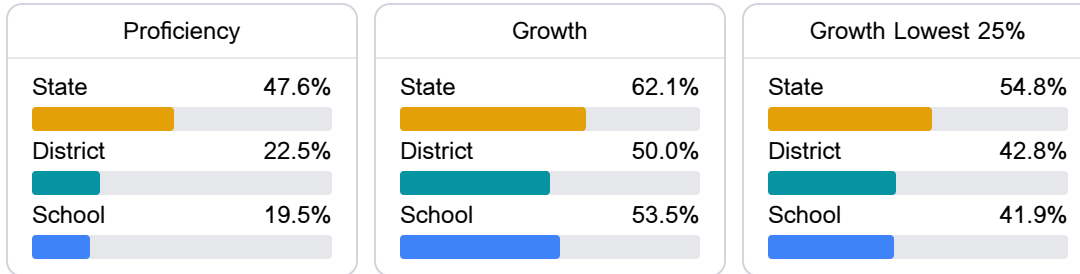 Proficiency
State 47.6%
District 22.5%
School 19.5%
Growth
State 62.1%
District 50.0%
School 53.5%
Growth Lowest 25%
State 54.8%
District 42.8%
School 41.9%